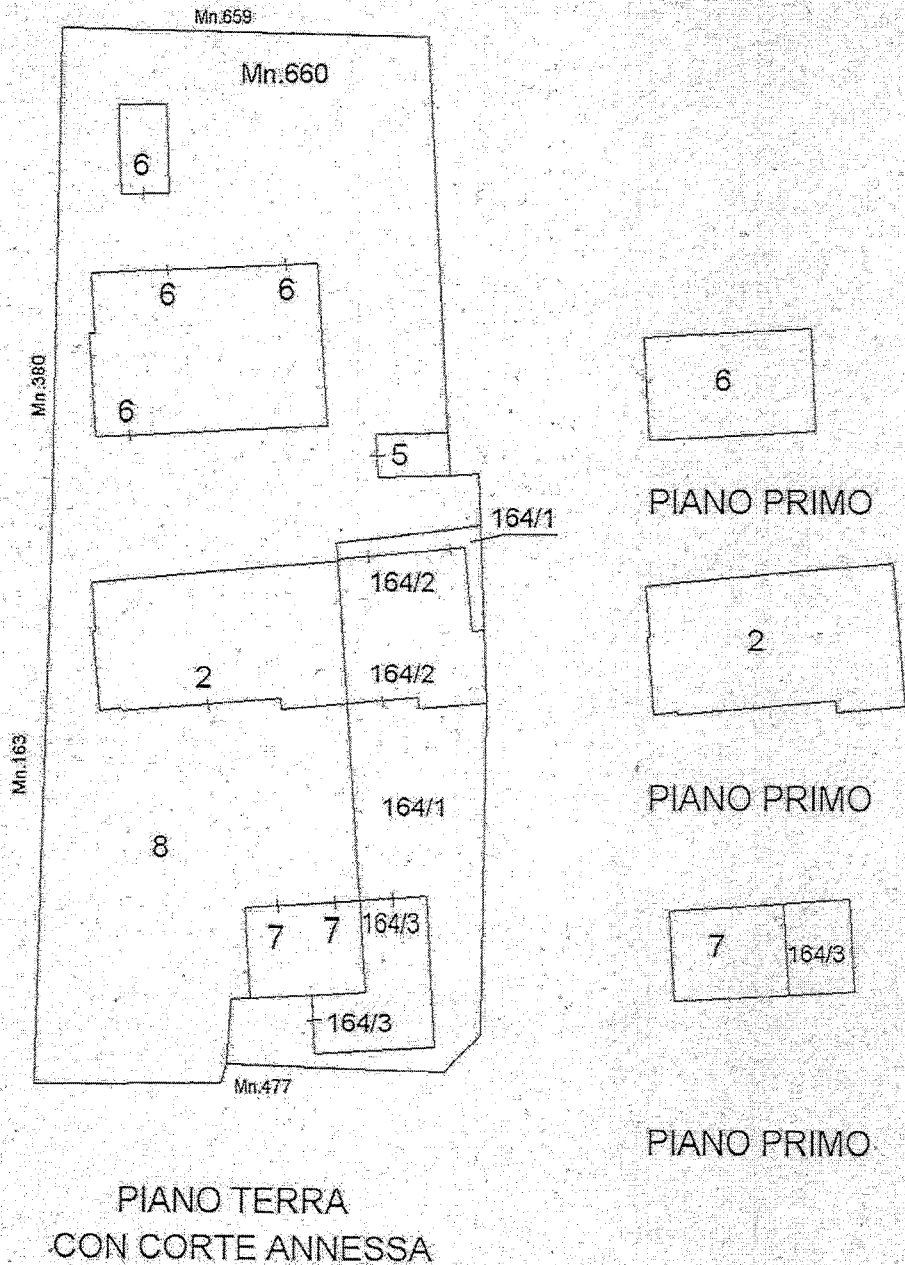 Mn.659
Mn.660
6
6
6
Mn.380
6
6
5
PIANO PRIMO
164/1
164/2
2
164/2
2
Mn.163
PIANO PRIMO
164/1
8
7
7
164/3
7
164/3
164/3
Mn.477
PIANO PRIMO
PIANO TERRA
CON CORTE ANNESSA